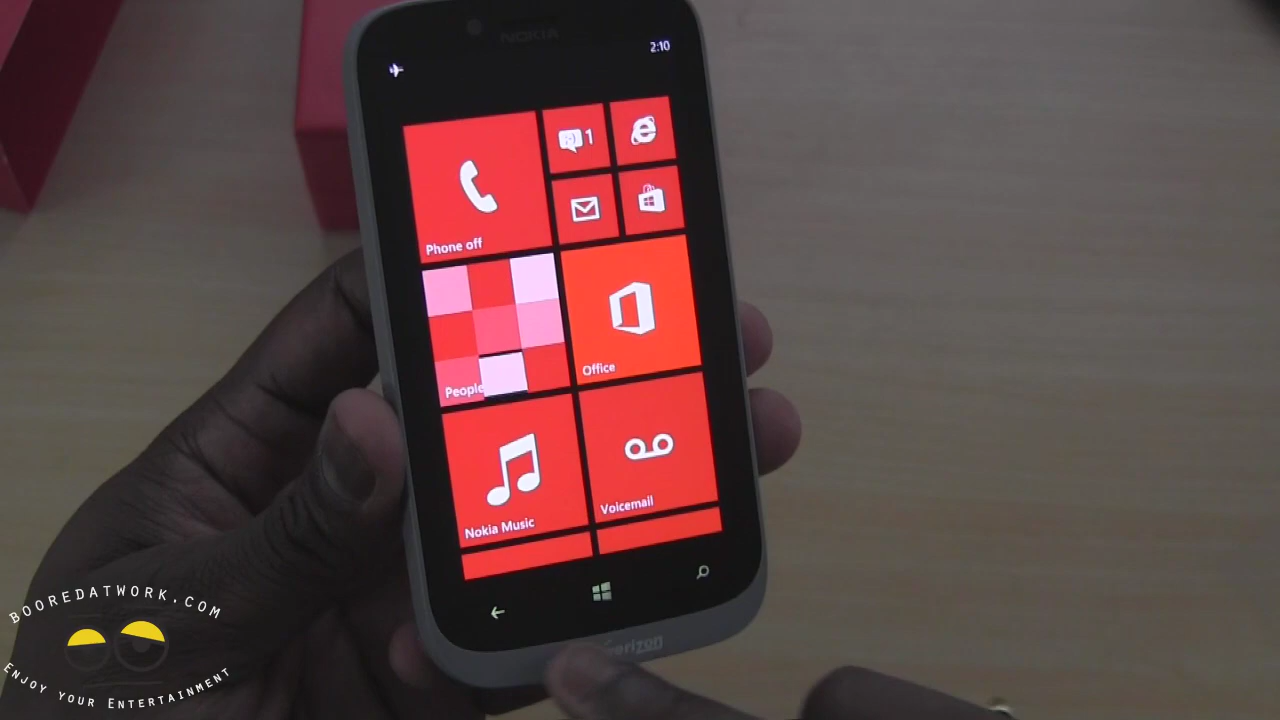 NOKIA
2:10
1
Phone off
People
Office
Nokia Music
Voicemail
verizon
BOOREDATWORK.COM
ENJOY YOUR ENTERTAINMENT